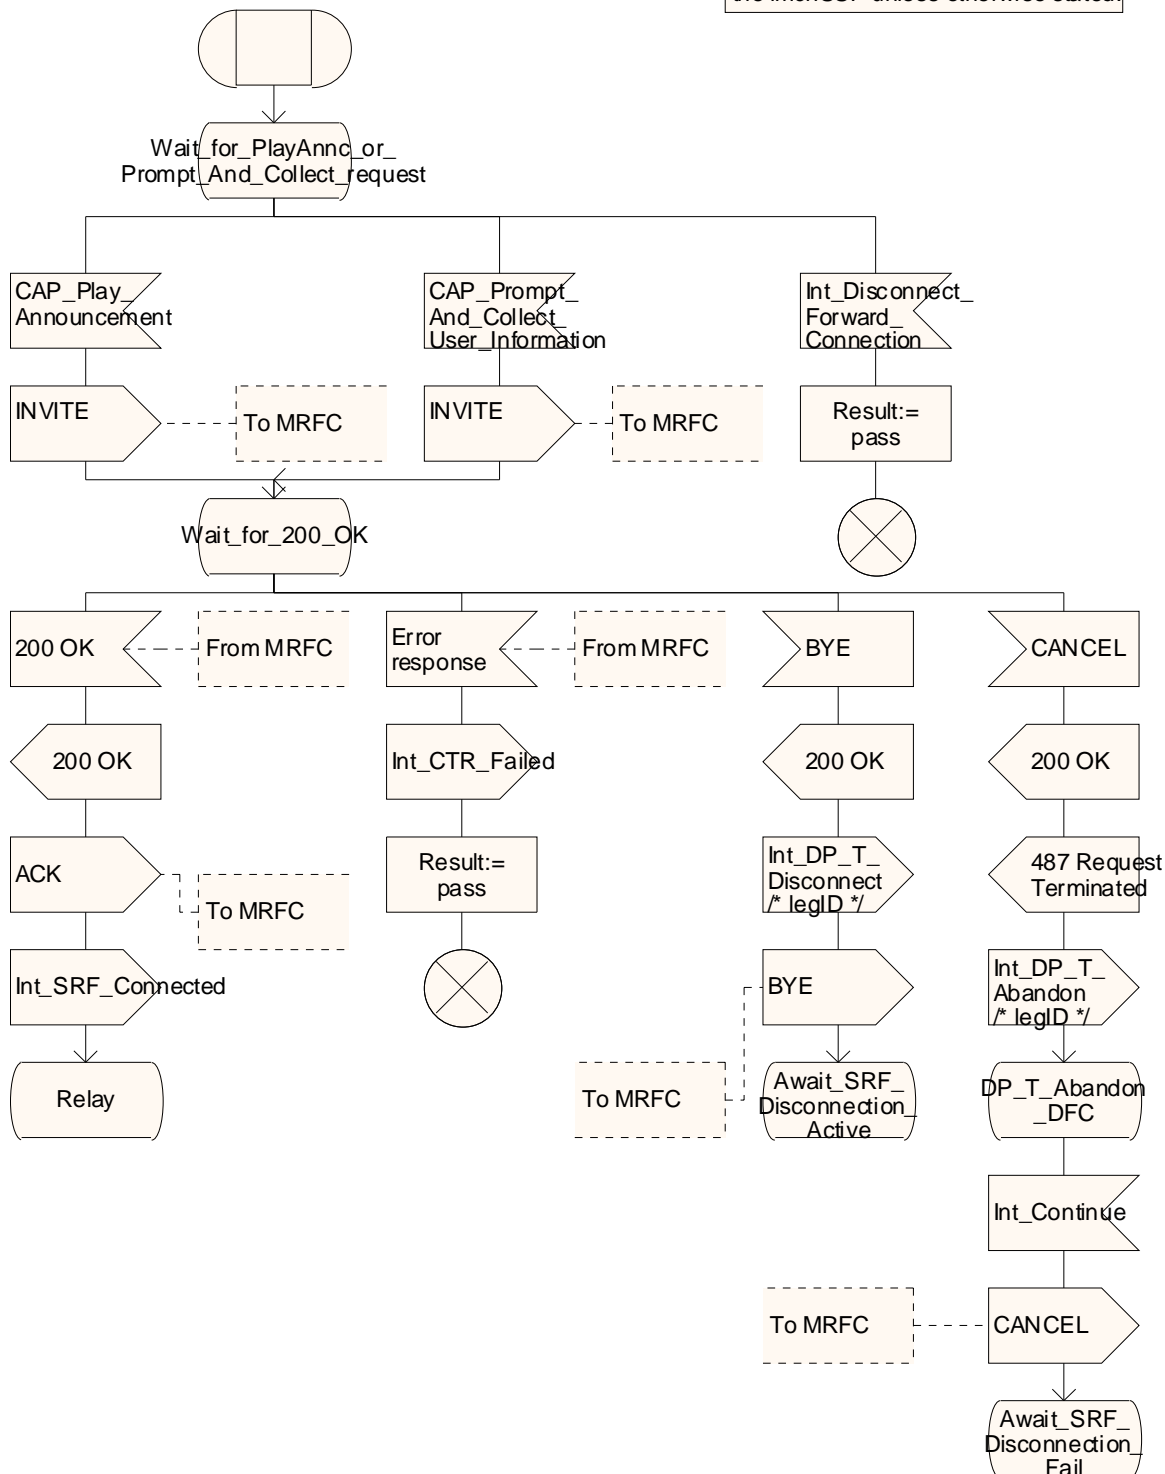 the imcnSSF unless otherwise stated.
Wait_for_PlayAnnc_or_
Prompt_And_Collect_request
CAP_Play_
Announcement
CAP_Prompt_
And_Collect_
User_Information
Int_Disconnect_
Forward_
Connection
INVITE
To MRFC
INVITE
To MRFC
Result:=
pass
Wait_for_200_OK
200 OK
From MRFC
Error
response
From MRFC
BYE
CANCEL
200 OK
Int_CTR_Failed
200 OK
200 OK
ACK
To MRFC
Result:=
pass
Int_DP_T_
Disconnect
/* legID */
487 Request
Terminated
Int_SRF_Connected
BYE
Int_DP_T_
Abandon
/* legID */
Relay
To MRFC
Await_SRF_
Disconnection_
Active
DP_T_Abandon
_DFC
Int_Continue
To MRFC
CANCEL
Await_SRF_
Disconnection_
Fail